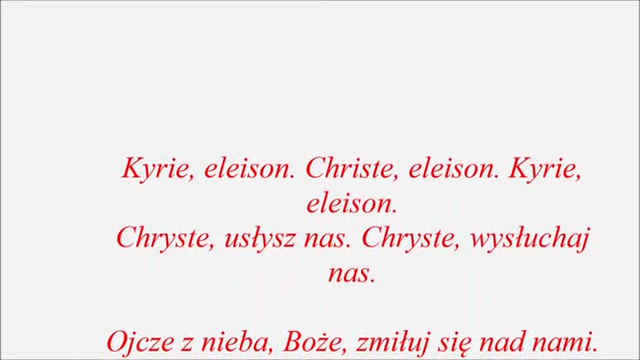 Kyrie, eleison. Christe, eleison. Kyrie,
eleison.
Chryste, usłysz nas. Chryste, wysłuchaj
nas.
Ojcze z nieba, Boże, zmiłuj się nad nami.